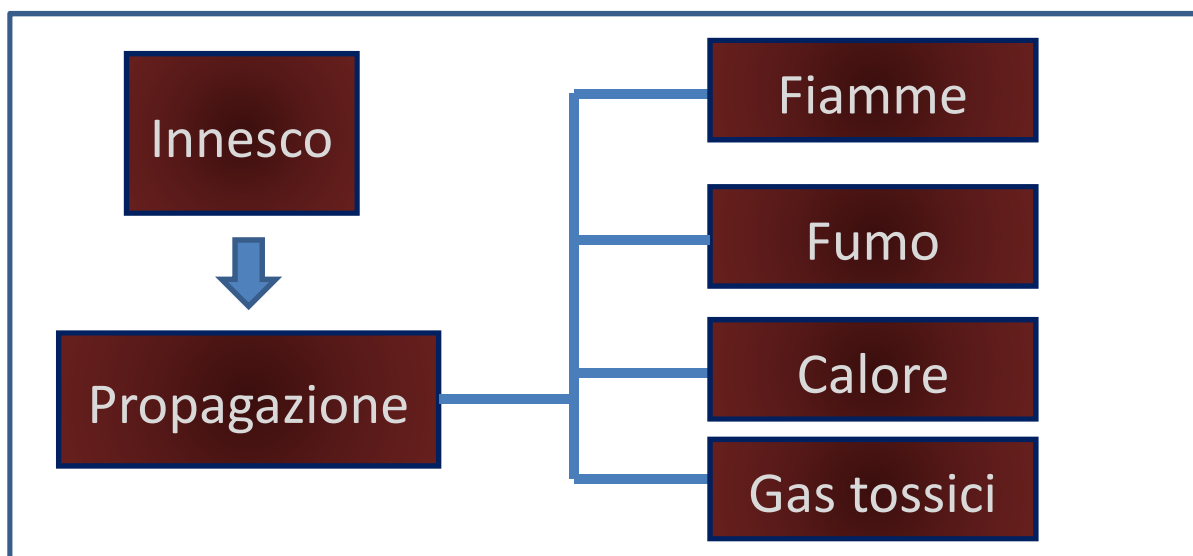 Innesco
Propagazione
Fiamme
Fumo
Calore
Gas tossici